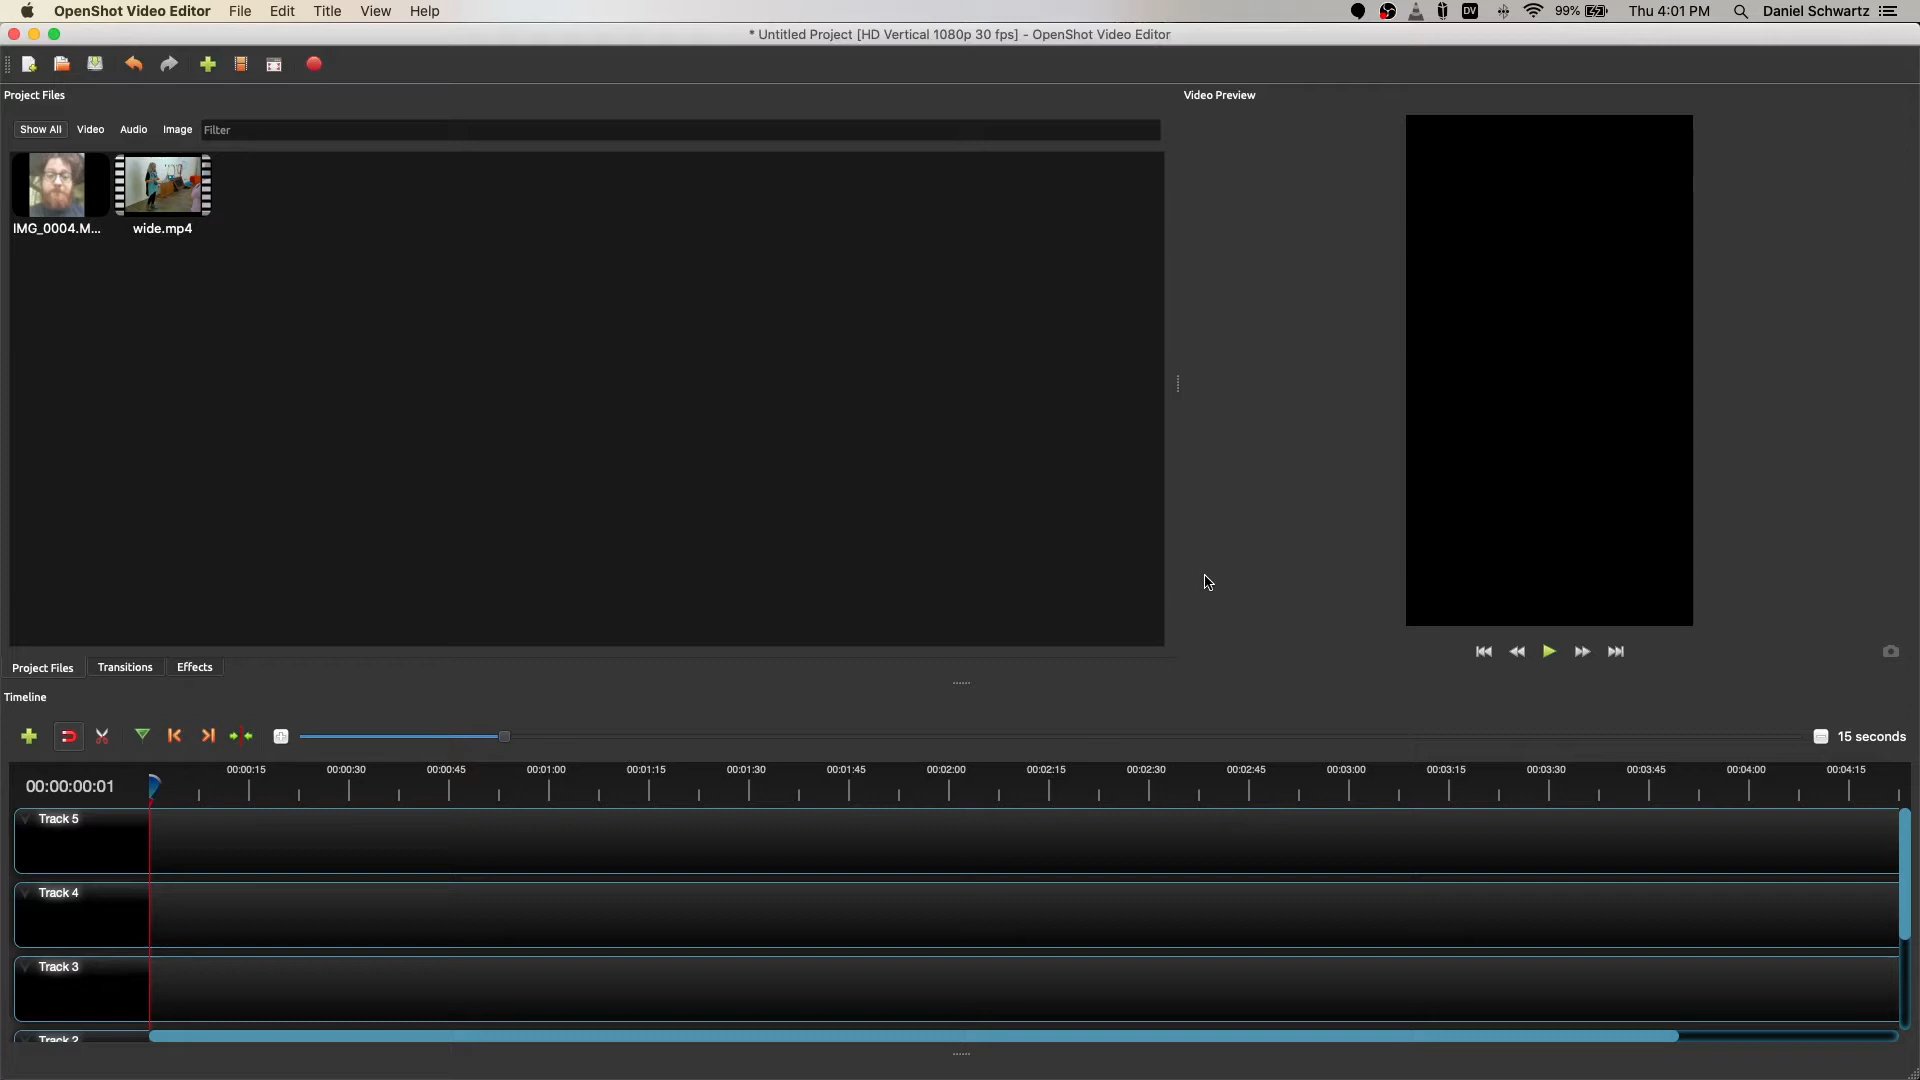 OpenShot Video Editor File Edit Title View Help DV 99% Thu 4:01 PM Daniel Schwartz
* Untitled Project [HD Vertical 1080p 30 fps] - OpenShot Video Editor
Project Files Video Preview
Show All Video Audio Image Filter
IMG_0004.M... wide.mp4
Project Files Transitions Effects
Timeline
15 seconds
00:00:15 00:00:30 00:00:45 00:01:00 00:01:15 00:01:30 00:01:45 00:02:00 00:02:15 00:02:30 00:02:45 00:03:00 00:03:15 00:03:30 00:03:45 00:04:00 00:04:15
00:00:00:01
Track 5
Track 4
Track 3
Track 2